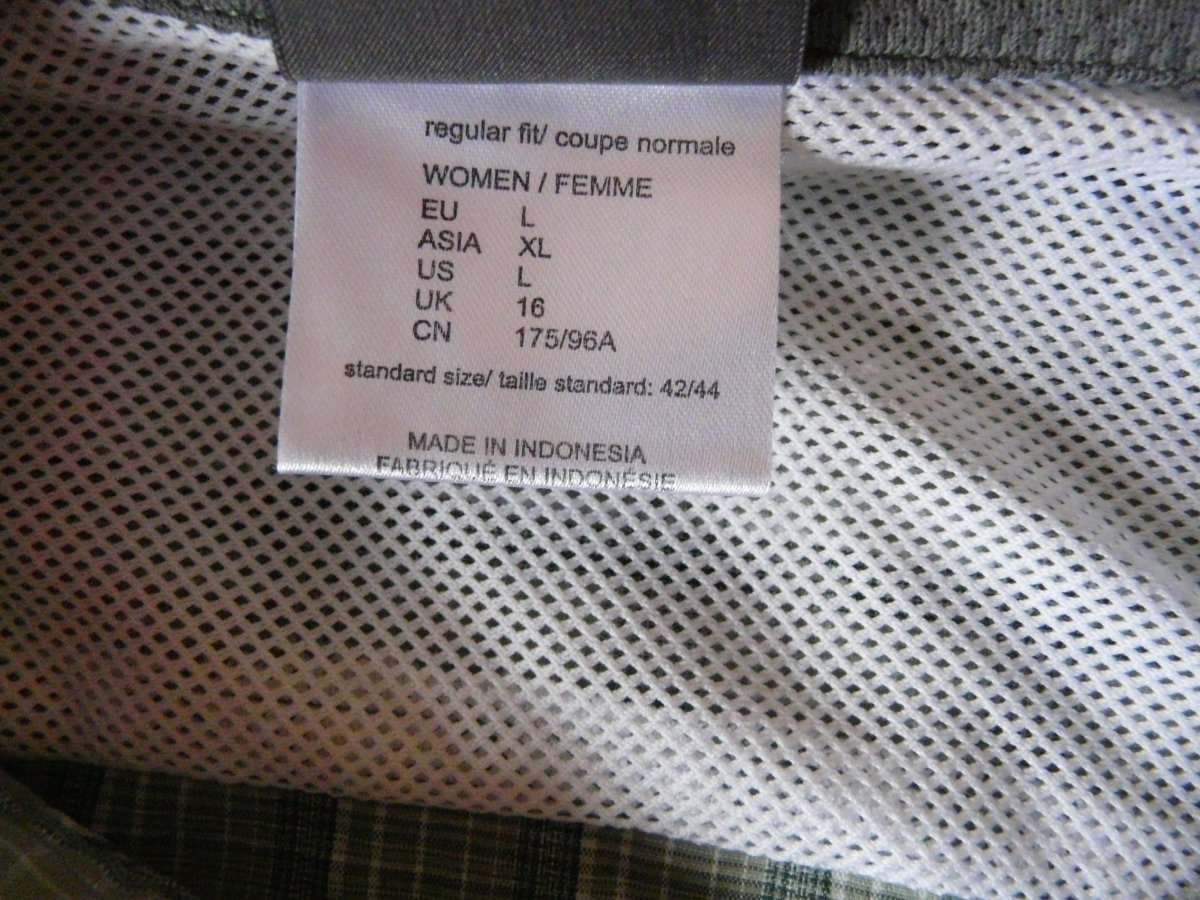 regular fit/ coupe normale
WOMEN / FEMME
EU L
ASIA XL
US L
UK 16
CN 175/96A
standard size/ taille standard: 42/44
MADE IN INDONESIA
FABRIQUÉ EN INDONÉSIE